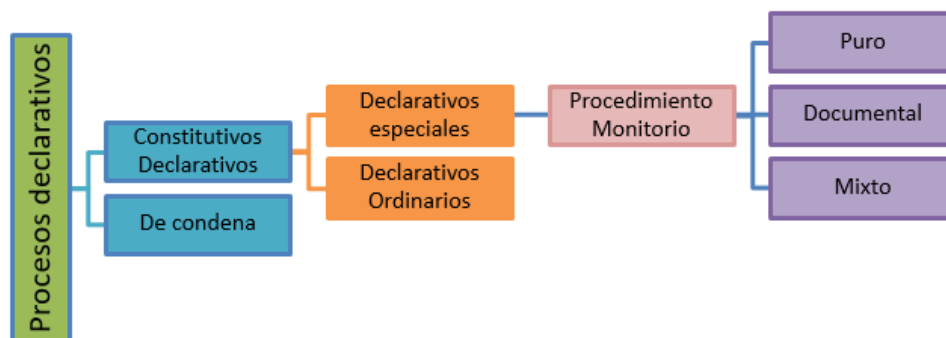 Procesos declarativos
Constitutivos
Declarativos
De condena
Declarativos
especiales
Declarativos
Ordinarios
Procedimiento
Monitorio
Puro
Documental
Mixto